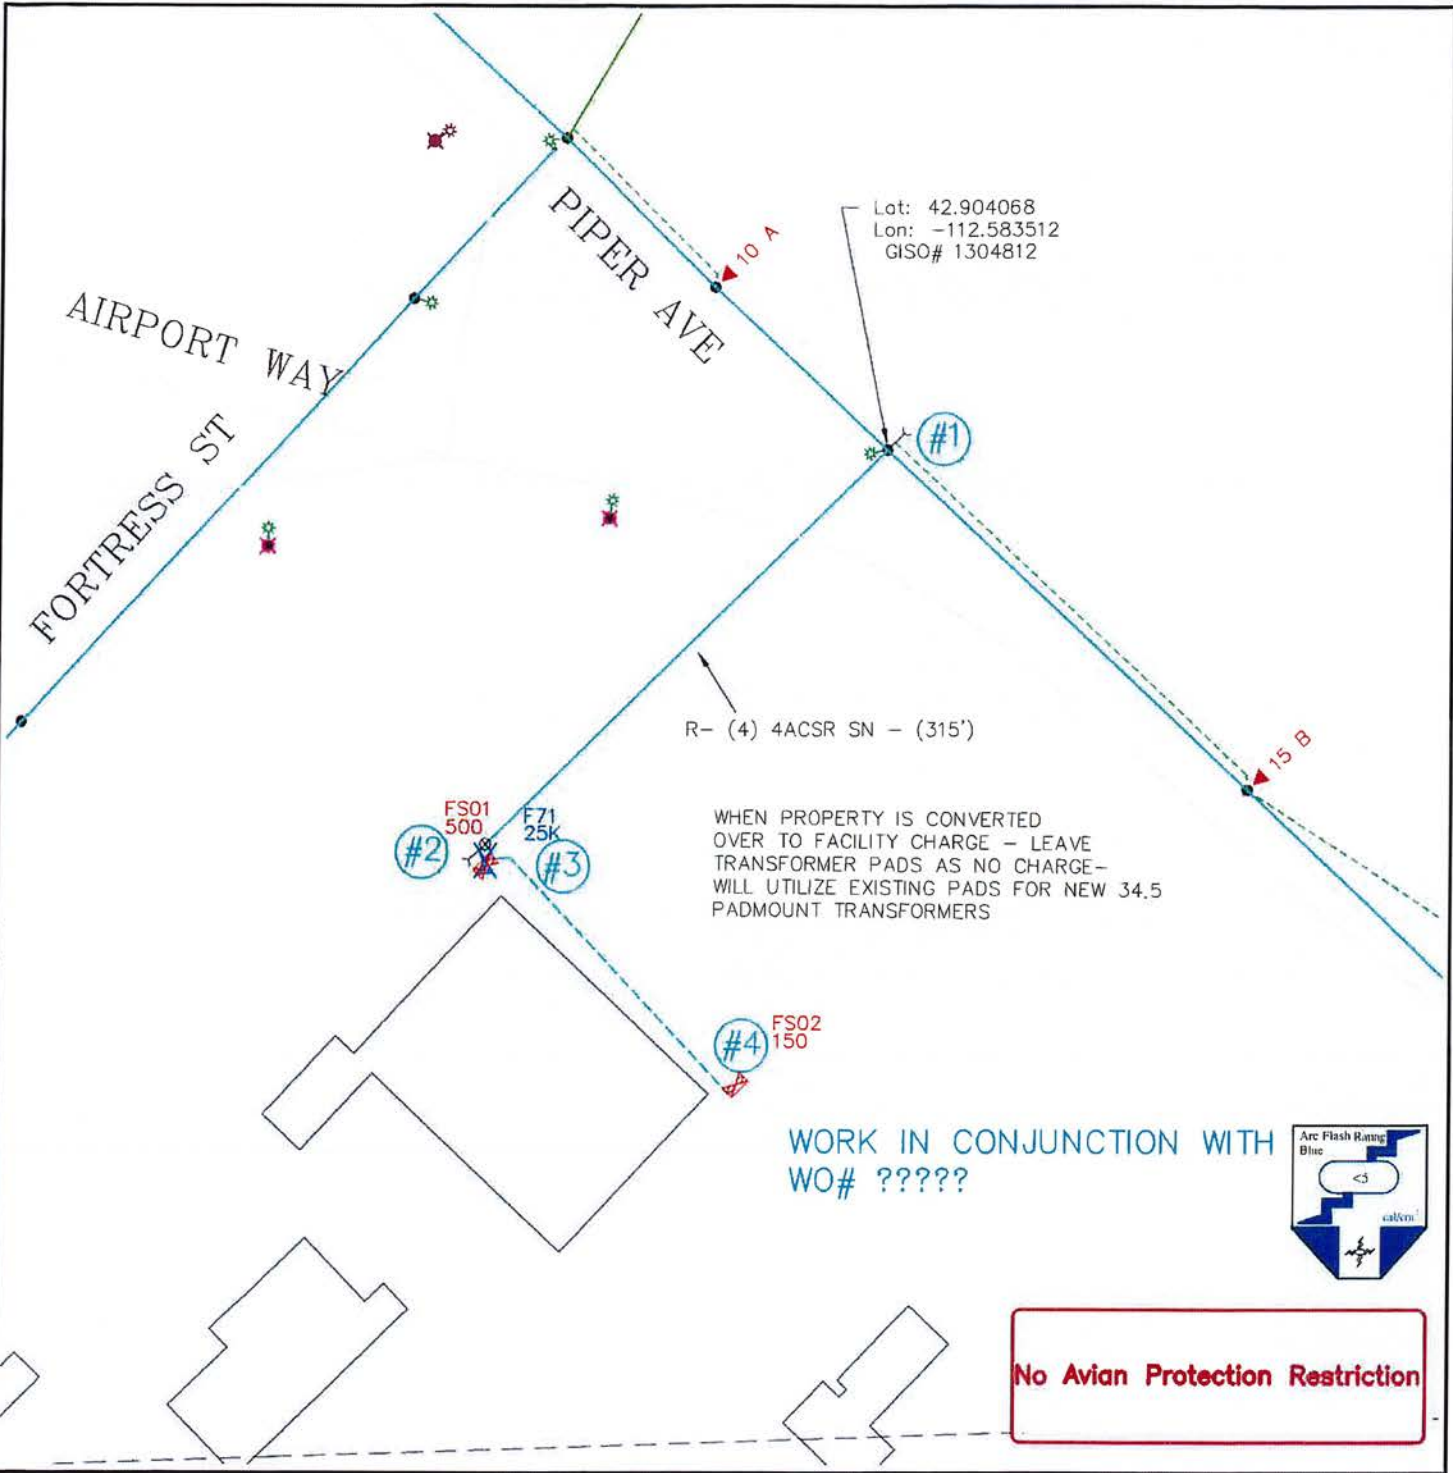 PIPER AVE
10 A
Lat: 42.904068
Lon: -112.583512
GISO# 1304812
AIRPORT WAY
FORTRESS ST
#1
R- (4) 4ACSR SN - (315')
15 B
FS01
500
F71
25K
#2
#3
WHEN PROPERTY IS CONVERTED
OVER TO FACILITY CHARGE - LEAVE
TRANSFORMER PADS AS NO CHARGE-
WILL UTILIZE EXISTING PADS FOR NEW 34.5
PADMOUNT TRANSFORMERS
#4
FS02
150
WORK IN CONJUNCTION WITH
WO# ?????
Arc Flash Rating
Blue
<5
cal/cm²
No Avian Protection Restriction